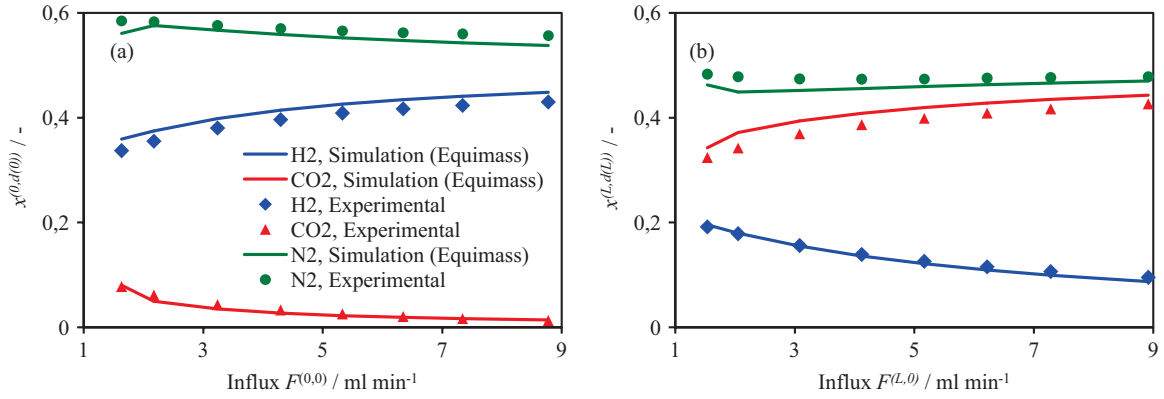 0,6
0,4
0,2
0
x^(0,d(0)) / -
(a)
H2, Simulation (Equimass)
CO2, Simulation (Equimass)
H2, Experimental
CO2, Experimental
N2, Simulation (Equimass)
N2, Experimental
1 3 5 7 9
Influx F^(0,0) / ml min^-1
0,6
0,4
0,2
0
x^(L,d(L)) / -
(b)
1 3 5 7 9
Influx F^(L,0) / ml min^-1